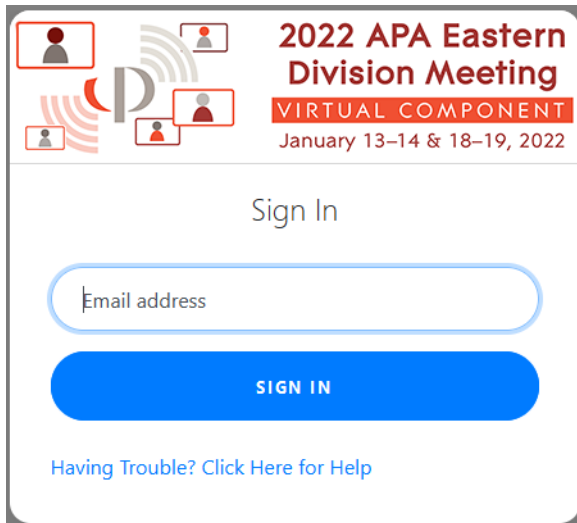 2022 APA Eastern
Division Meeting
VIRTUAL COMPONENT
January 13–14 & 18–19, 2022
Sign In
Email address
SIGN IN
Having Trouble? Click Here for Help